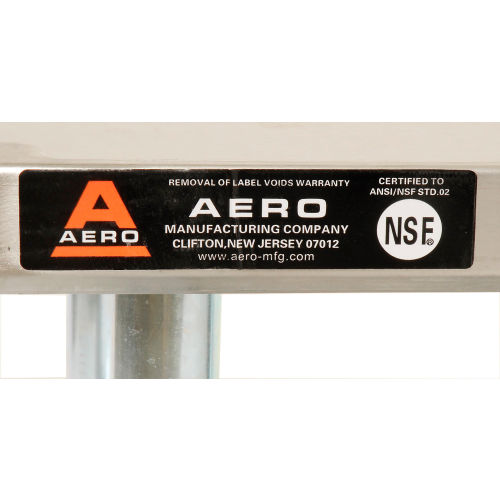 A
AERO
REMOVAL OF LABEL VOIDS WARRANTY
AERO
MANUFACTURING COMPANY
CLIFTON,NEW JERSEY 07012
www.aero-mfg.com
CERTIFIED TO
ANSI/NSF STD.02
NSF®